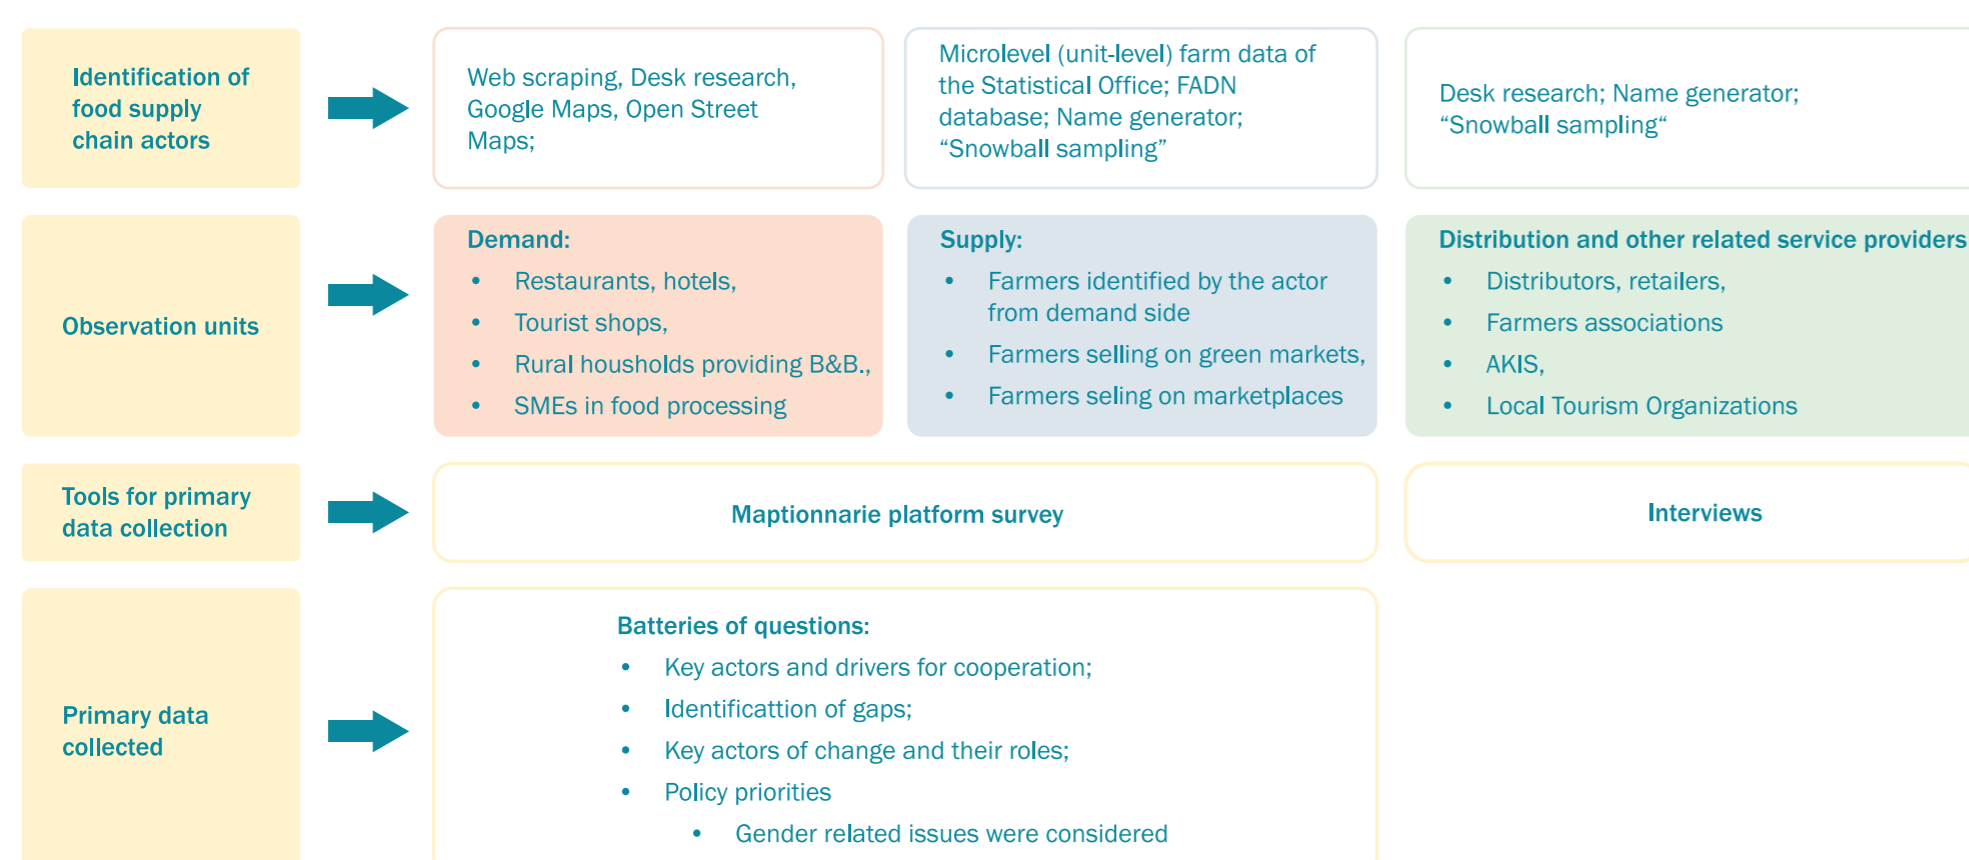 Identification of
food supply
chain actors
Web scraping, Desk research,
Google Maps, Open Street
Maps;
Microlevel (unit-level) farm data of
the Statistical Office; FADN
database; Name generator;
“Snowball sampling”
Desk research; Name generator;
“Snowball sampling“
Observation units
Demand:
• Restaurants, hotels,
• Tourist shops,
• Rural housholds providing B&B.,
• SMEs in food processing
Supply:
• Farmers identified by the actor
from demand side
• Farmers selling on green markets,
• Farmers seling on marketplaces
Distribution and other related service providers
• Distributors, retailers,
• Farmers associations
• AKIS,
• Local Tourism Organizations
Tools for primary
data collection
Maptionnarie platform survey
Interviews
Primary data
collected
Batteries of questions:
• Key actors and drivers for cooperation;
• Identificattion of gaps;
• Key actors of change and their roles;
• Policy priorities
• Gender related issues were considered